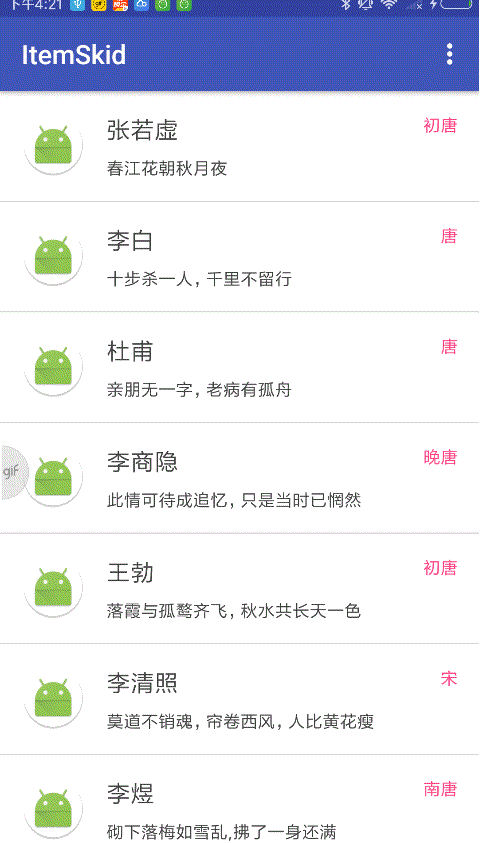 下午4:21
ItemSkid
张若虚
初唐
春江花朝秋月夜
李白
唐
十步杀一人，千里不留行
杜甫
唐
亲朋无一字，老病有孤舟
李商隐
晚唐
gif
此情可待成追忆，只是当时已惘然
王勃
初唐
落霞与孤鹜齐飞，秋水共长天一色
李清照
宋
莫道不销魂，帘卷西风，人比黄花瘦
李煜
南唐
砌下落梅如雪乱,拂了一身还满